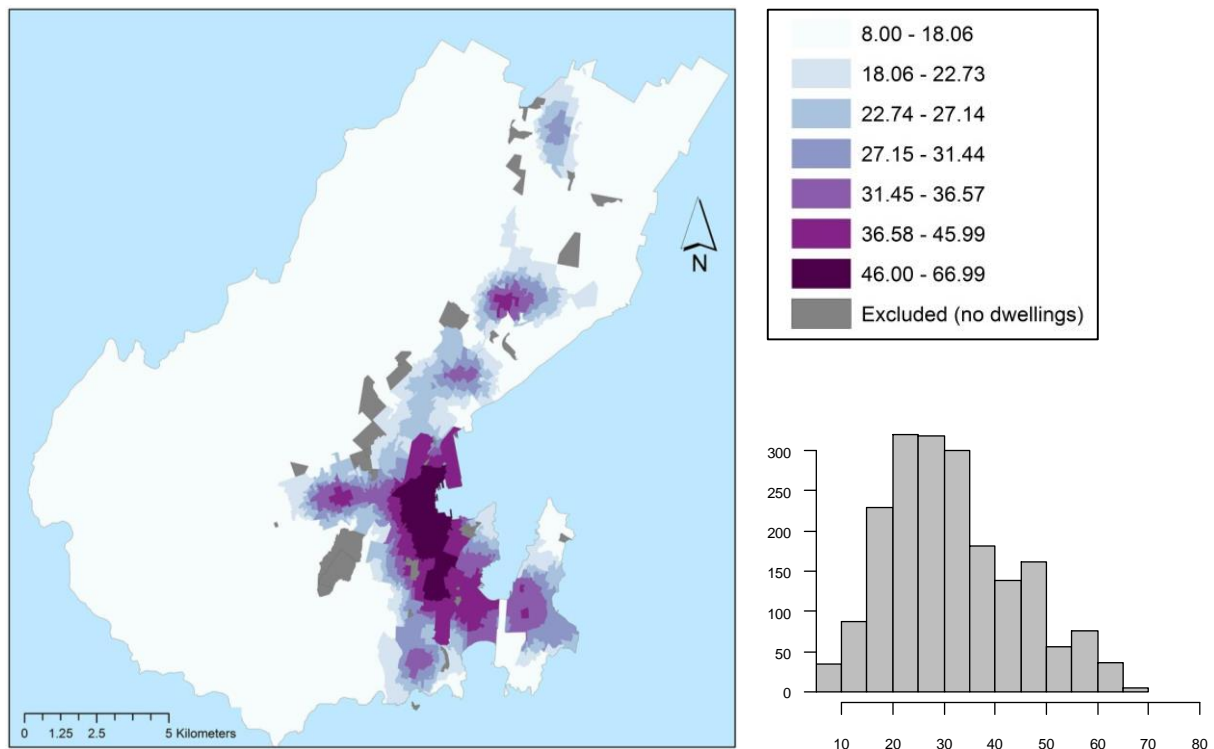 N
0 1.25 2.5 5 Kilometers
8.00 - 18.06
18.06 - 22.73
22.74 - 27.14
27.15 - 31.44
31.45 - 36.57
36.58 - 45.99
46.00 - 66.99
Excluded (no dwellings)
300
250
200
150
100
50
0
10 20 30 40 50 60 70 80